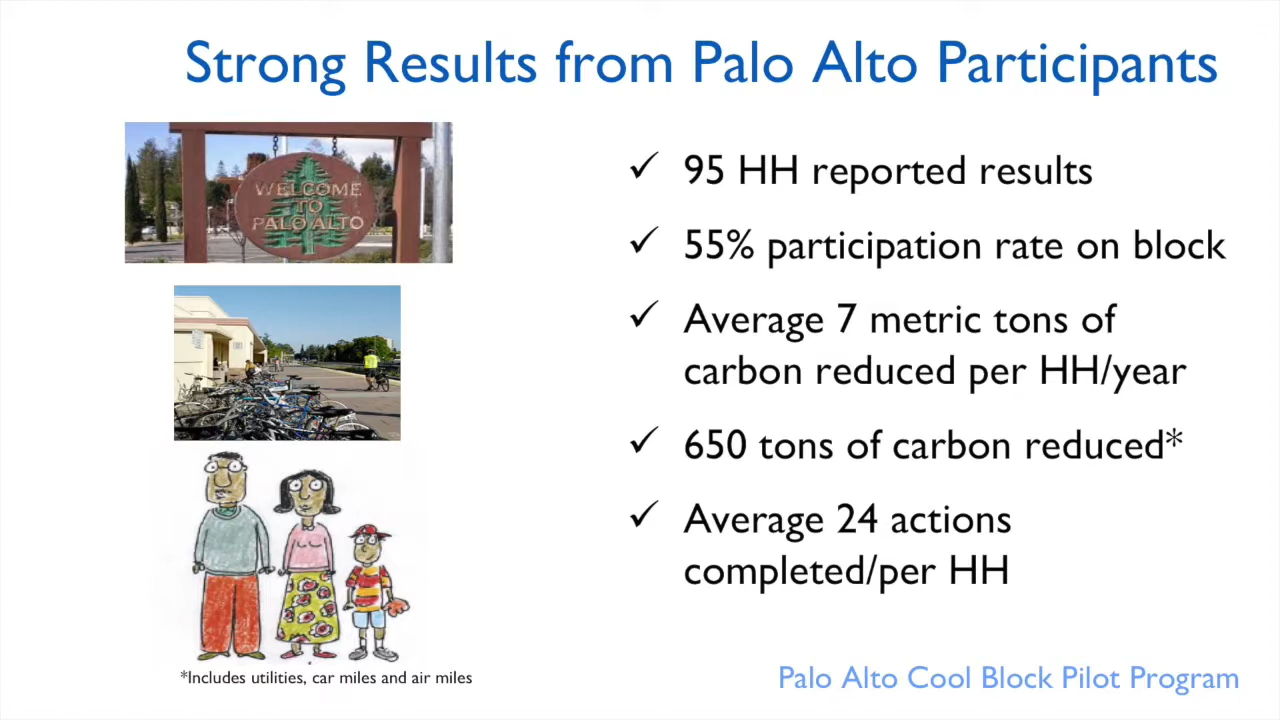 Strong Results from Palo Alto Participants
WELCOME
TO
PALO ALTO
✓ 95 HH reported results
✓ 55% participation rate on block
✓ Average 7 metric tons of
carbon reduced per HH/year
✓ 650 tons of carbon reduced*
✓ Average 24 actions
completed/per HH
*Includes utilities, car miles and air miles
Palo Alto Cool Block Pilot Program